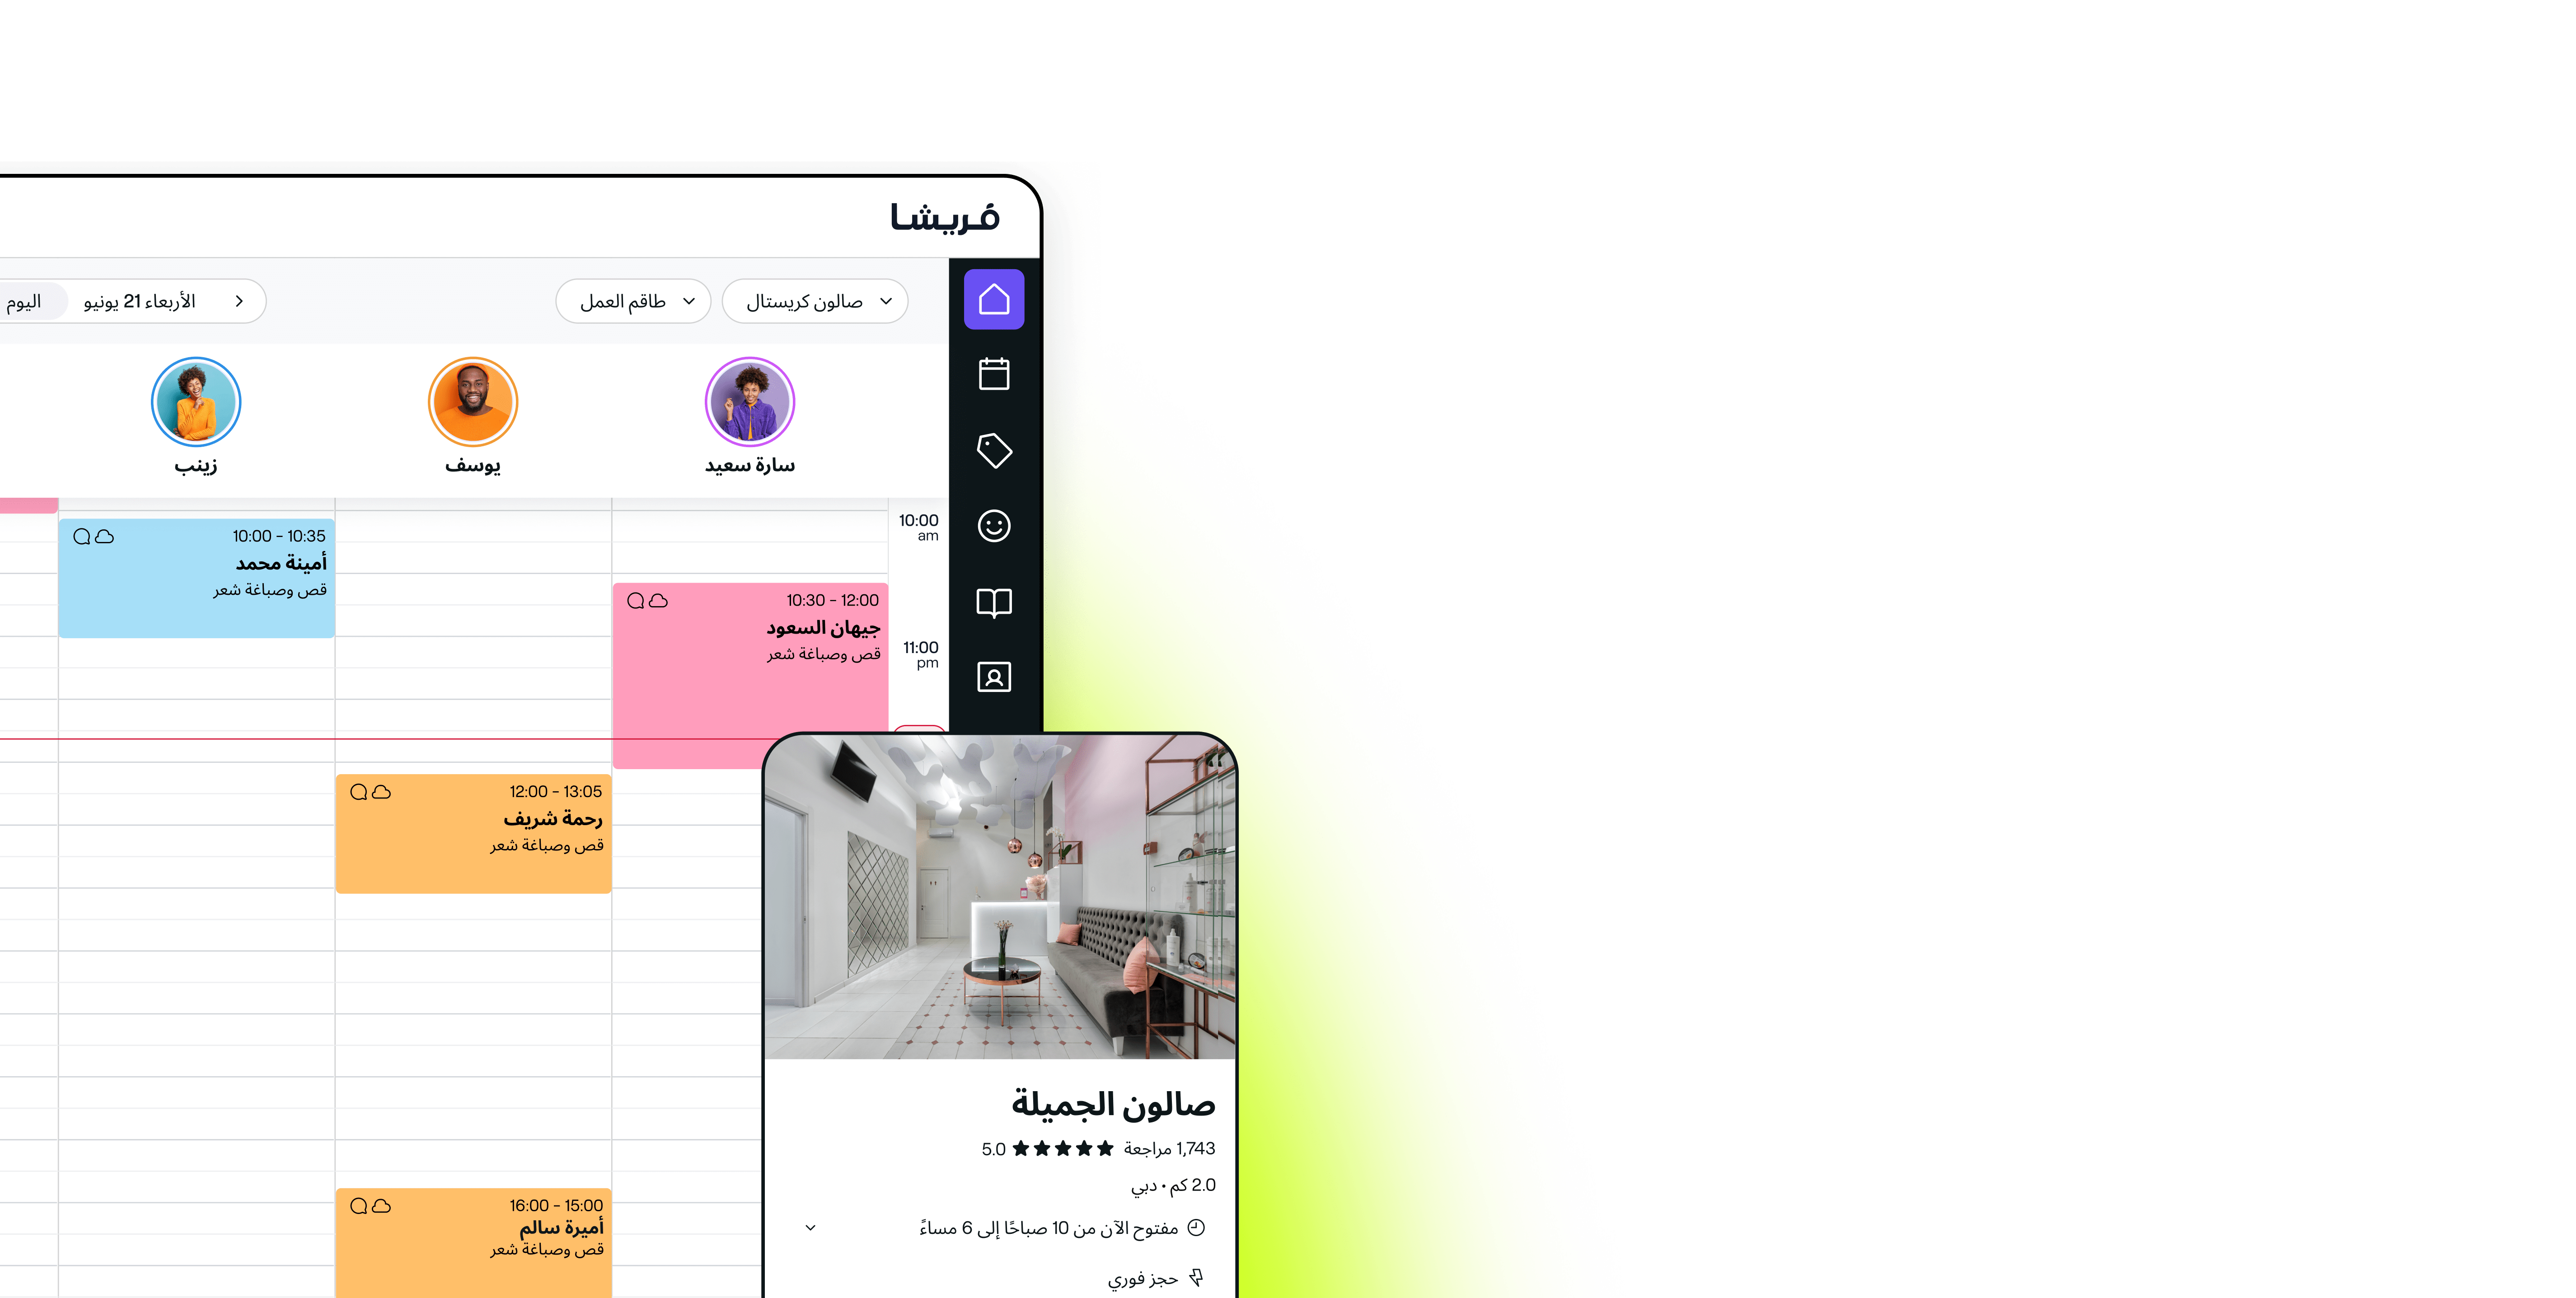 فريشا
صالون كريستال
طاقم العمل
الأربعاء 21 يونيو
اليوم
سارة سعيد
يوسف
زينب
10:00
am
11:00
pm
10:30 - 12:00
جيهان السعود
قص وصباغة شعر
12:00 - 13:05
رحمة شريف
قص وصباغة شعر
16:00 - 15:00
أميرة سالم
قص وصباغة شعر
10:00 - 10:35
أمينة محمد
قص وصباغة شعر
صالون الجميلة
1,743 مراجعة ★★★★★ 5.0
2.0 كم • دبي
مفتوح الآن من 10 صباحًا إلى 6 مساءً
حجز فوري